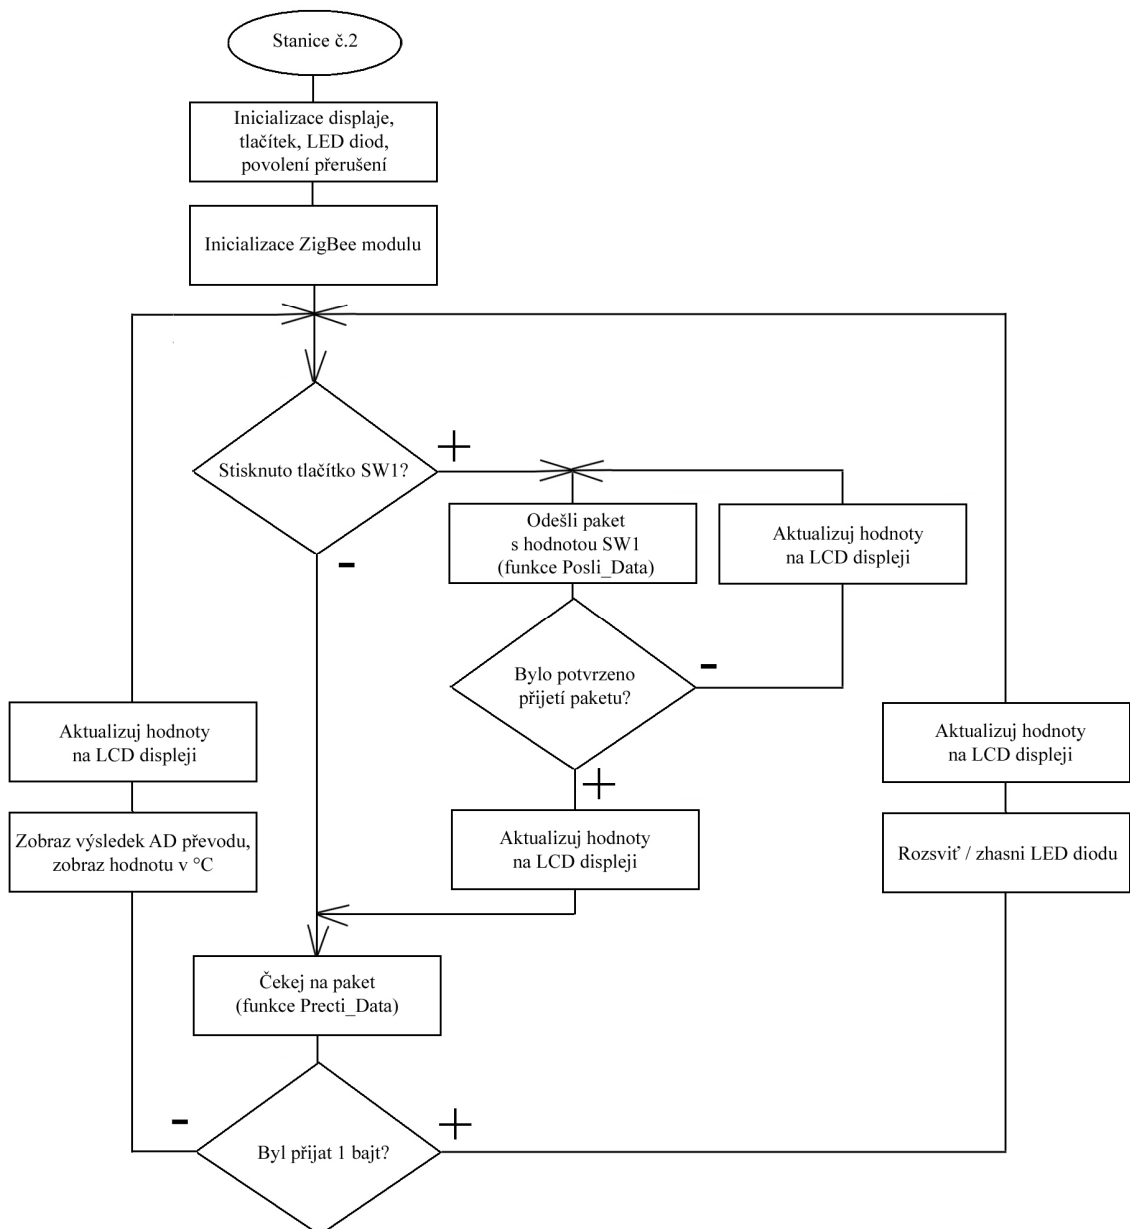 Stanice č.2
Inicializace displaje,
tlačítek, LED diod,
povolení přerušení
Inicializace ZigBee modulu
Stisknuto tlačítko SW1?
+
-
Odešli paket
s hodnotou SW1
(funkce Posli_Data)
Aktualizuj hodnoty
na LCD displeji
Bylo potvrzeno
přijetí paketu?
-
+
Aktualizuj hodnoty
na LCD displeji
Aktualizuj hodnoty
na LCD displeji
Zobraz výsledek AD převodu,
zobraz hodnotu v °C
Aktualizuj hodnoty
na LCD displeji
Rozsviť / zhasni LED diodu
Čekej na paket
(funkce Precti_Data)
-
+
Byl přijat 1 bajt?